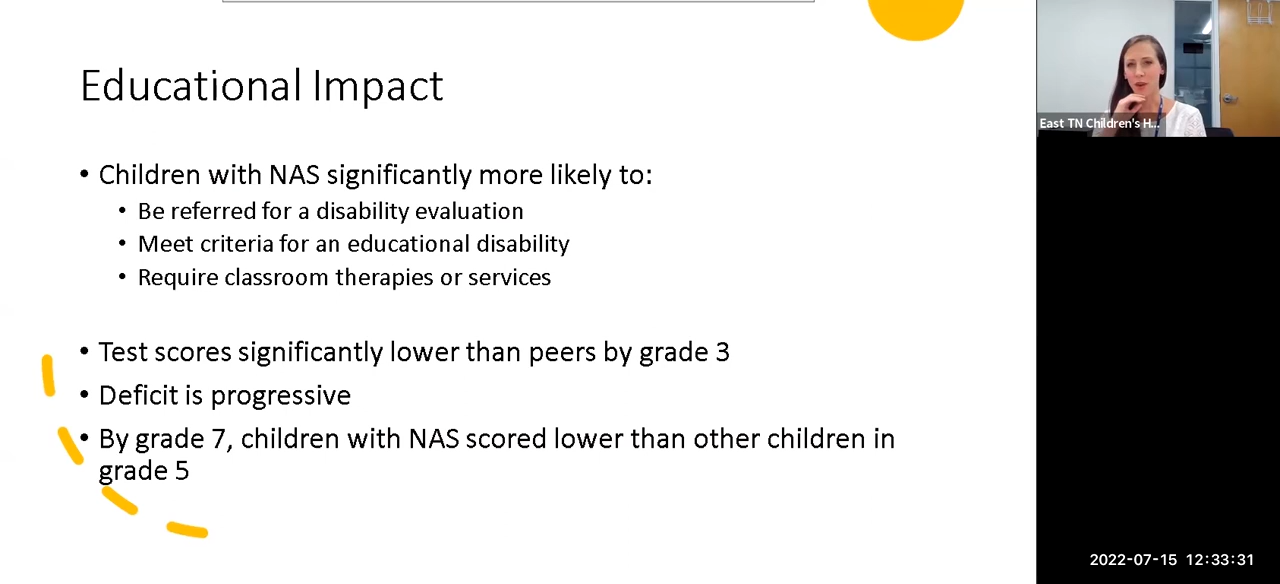 Educational Impact
• Children with NAS significantly more likely to:
• Be referred for a disability evaluation
• Meet criteria for an educational disability
• Require classroom therapies or services
• Test scores significantly lower than peers by grade 3
• Deficit is progressive
• By grade 7, children with NAS scored lower than other children in
grade 5
East TN Children's H...
2022-07-15 12:33:31